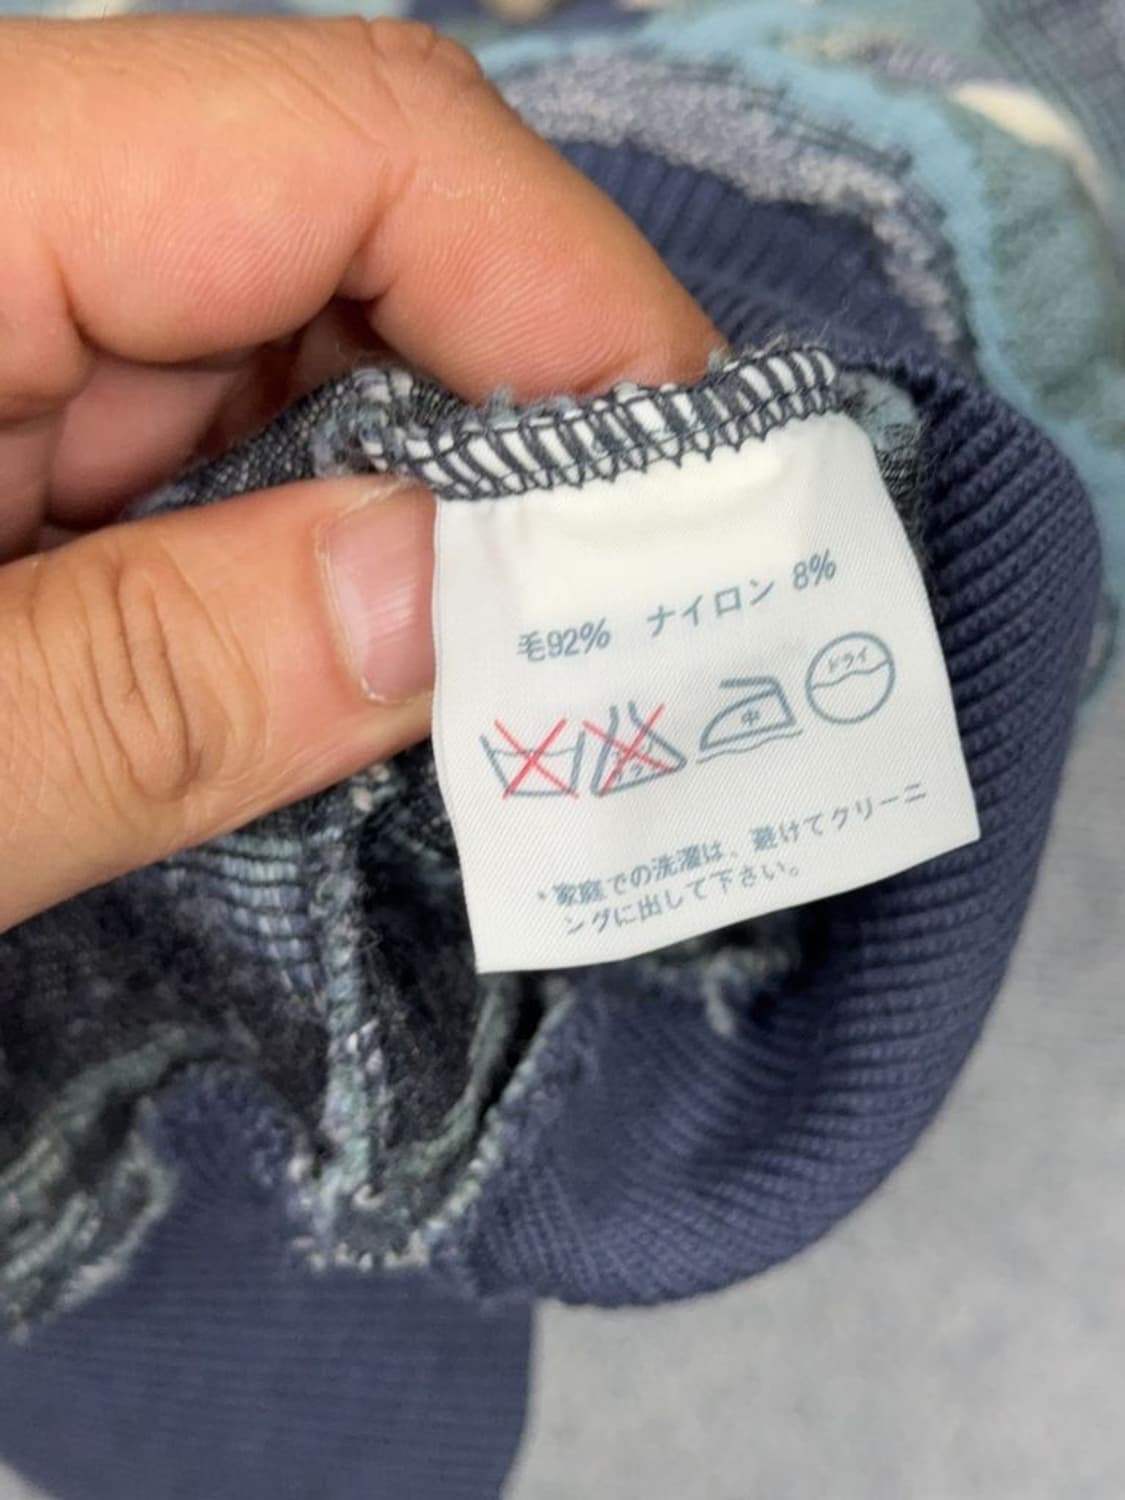 毛92% ナイロン 8%
中 ドライ
・家庭での洗濯は、避けてクリーニ
ングに出して下さい。